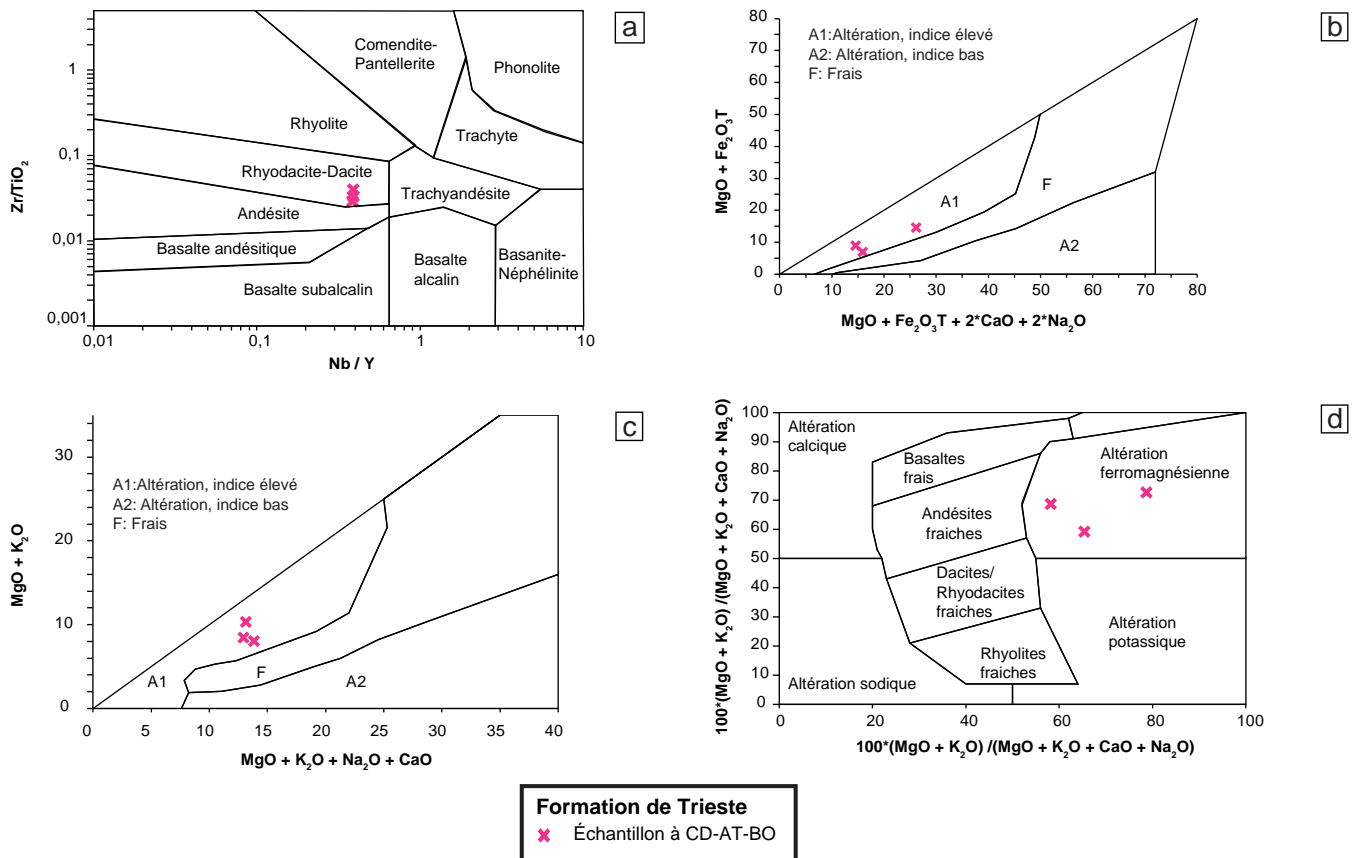 a
Zr/TiO2
1
0,1
0,01
0,001
Comendite-
Pantellerite
Phonolite
Rhyolite
Trachyte
Rhyodacite-Dacite
Trachyandésite
Andésite
Basalte andésitique
Basalte subalcalin
Basalte
alcalin
Basanite-
Néphélinite
0,01
0,1
1
10
Nb / Y
b
A1:Altération, indice élevé
A2: Altération, indice bas
F: Frais
MgO + Fe2O3T
80
70
60
50
40
30
20
10
0
A1
F
A2
0
10
20
30
40
50
60
70
80
MgO + Fe2O3T + 2*CaO + 2*Na2O
c
A1:Altération, indice élevé
A2: Altération, indice bas
F: Frais
MgO + K2O
30
20
10
0
A1
F
A2
0
5
10
15
20
25
30
35
40
MgO + K2O + Na2O + CaO
d
100*(MgO + K2O) /(MgO + K2O + CaO + Na2O)
100
90
80
70
60
50
40
30
20
10
0
Altération
calcique
Basaltes
frais
Altération
ferromagnésienne
Andésites
fraiches
Dacites/
Rhyodacites
fraiches
Altération
potassique
Rhyolites
fraiches
Altération sodique
0
20
40
60
80
100
100*(MgO + K2O) /(MgO + K2O + CaO + Na2O)
Formation de Trieste
Échantillon à CD-AT-BO